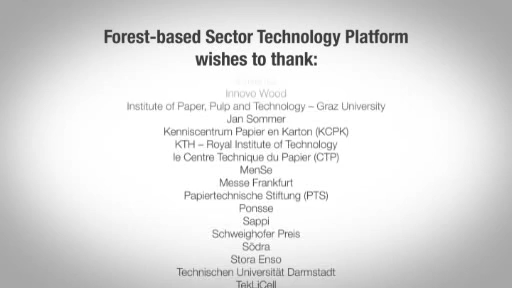 Forest-based Sector Technology Platform
wishes to thank:
Innovo Wood
Institute of Paper, Pulp and Technology – Graz University
Jan Sommer
Kenniscentrum Papier en Karton (KCPK)
KTH – Royal Institute of Technology
le Centre Technique du Papier (CTP)
MenSe
Messe Frankfurt
Papiertechnische Stiftung (PTS)
Ponsse
Sappi
Schweighofer Preis
Södra
Stora Enso
Technischen Universität Darmstadt
TekLiCell